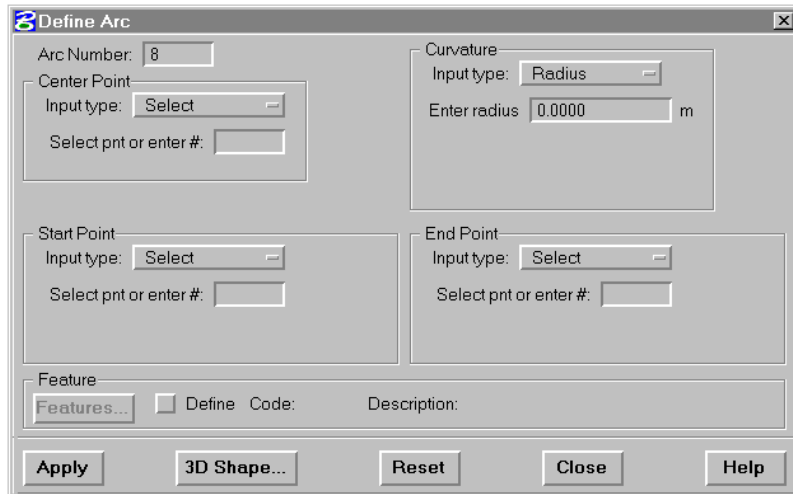 Define Arc
Arc Number: 8
Center Point
Input type: Select
Select pnt or enter #:
Curvature
Input type: Radius
Enter radius 0.0000 m
Start Point
Input type: Select
Select pnt or enter #:
End Point
Input type: Select
Select pnt or enter #:
Feature
Features... Define Code: Description:
Apply 3D Shape... Reset Close Help